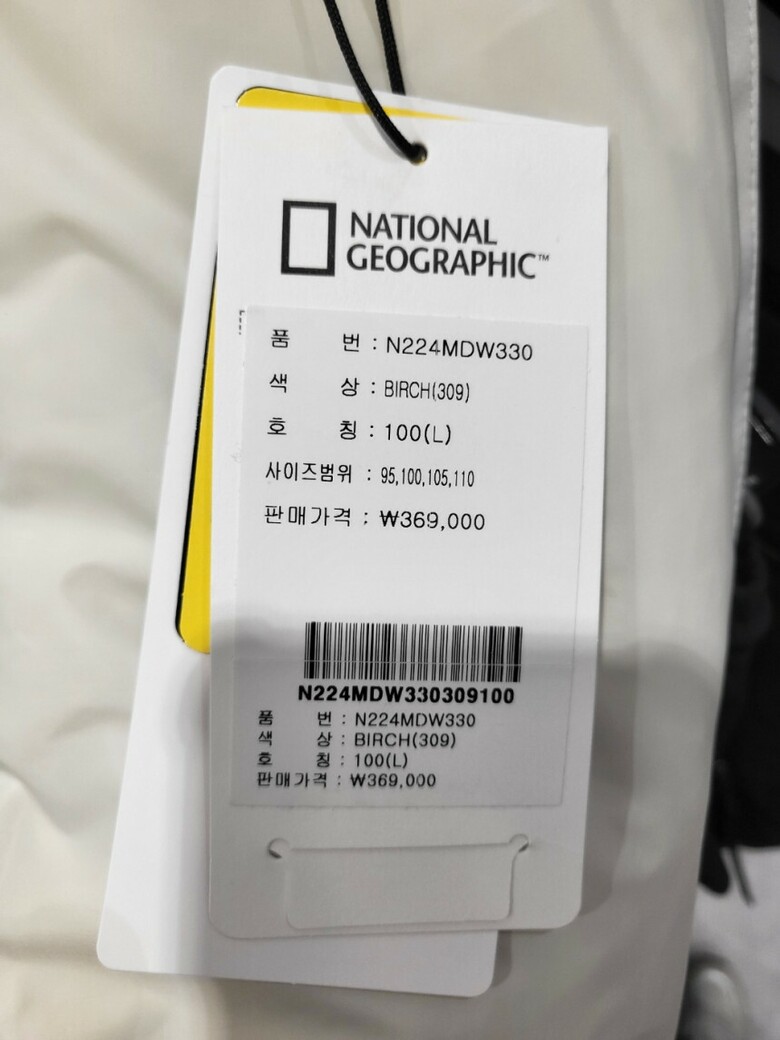 NATIONAL
GEOGRAPHIC™
품 번 : N224MDW330
색 상 : BIRCH(309)
호 칭 : 100(L)
사이즈범위 : 95,100,105,110
판매가격 : ₩369,000
N224MDW330309100
품 번 : N224MDW330
색 상 : BIRCH(309)
호 칭 : 100(L)
판매가격 : ₩369,000